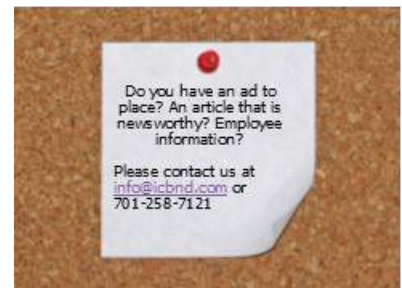 Do you have an ad to
place? An article that is
newsworthy? Employee
information?
Please contact us at
info@icbnd.com or
701-258-7121